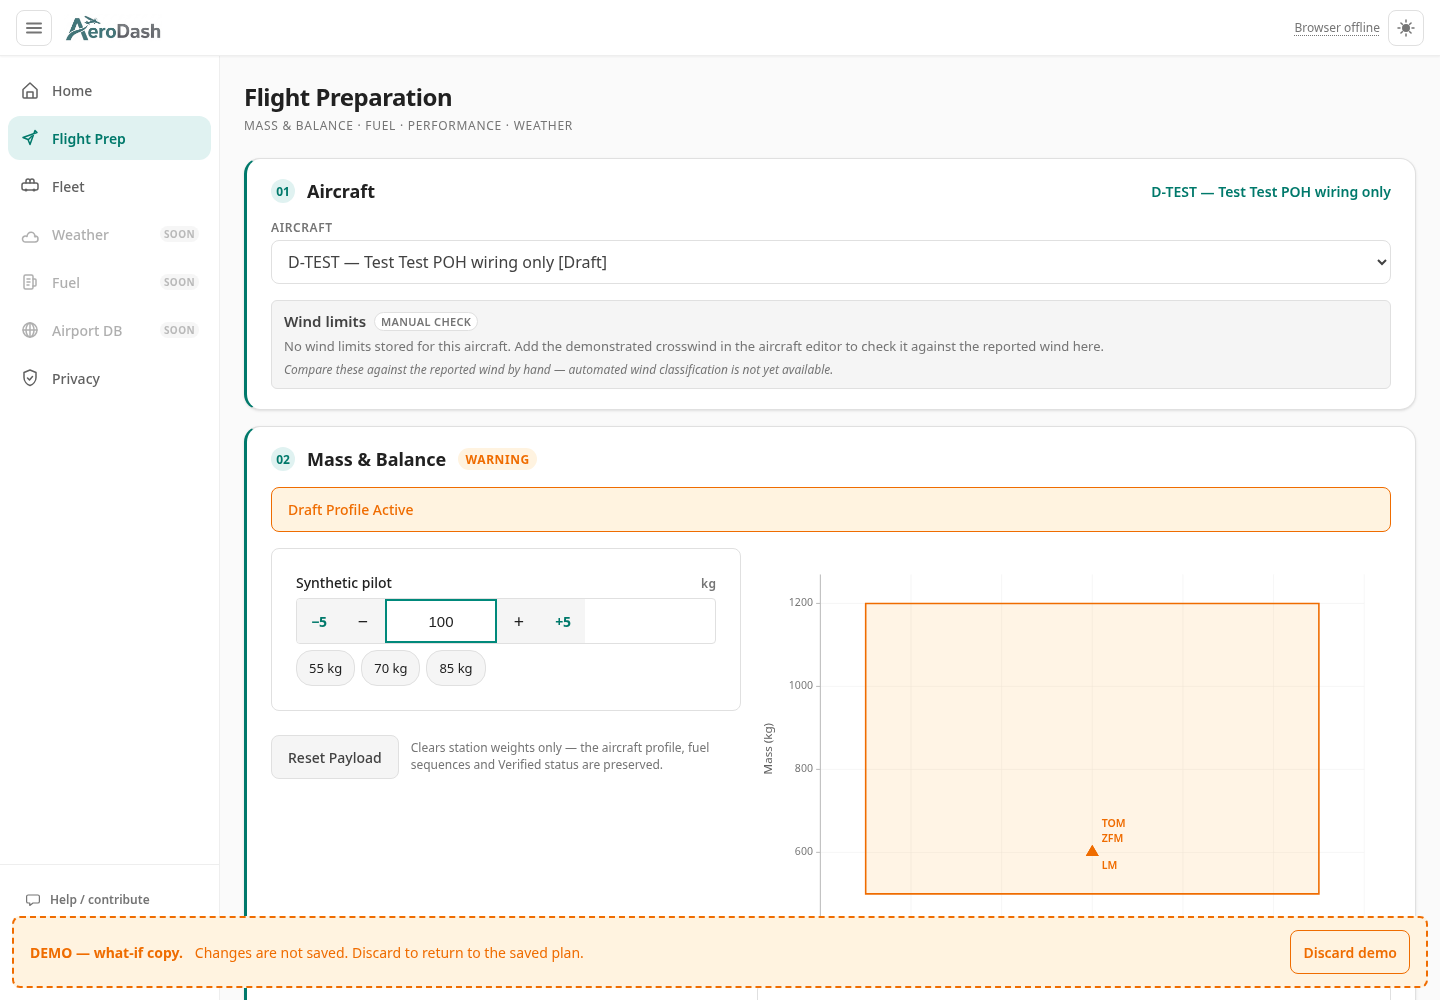 AeroDash
Browser offline
Home
Flight Prep
Fleet
Weather SOON
Fuel SOON
Airport DB SOON
Privacy
Help / contribute
Flight Preparation
MASS & BALANCE · FUEL · PERFORMANCE · WEATHER
01 Aircraft
D-TEST — Test Test POH wiring only
AIRCRAFT
D-TEST — Test Test POH wiring only [Draft]
Wind limits MANUAL CHECK
No wind limits stored for this aircraft. Add the demonstrated crosswind in the aircraft editor to check it against the reported wind here.
Compare these against the reported wind by hand — automated wind classification is not yet available.
02 Mass & Balance WARNING
Draft Profile Active
Synthetic pilot kg
−5 − 100 + +5
55 kg 70 kg 85 kg
Reset Payload
Clears station weights only — the aircraft profile, fuel
sequences and Verified status are preserved.
Mass (kg)
1200
1000
800
600
TOM
ZFM
LM
DEMO — what-if copy. Changes are not saved. Discard to return to the saved plan.
Discard demo